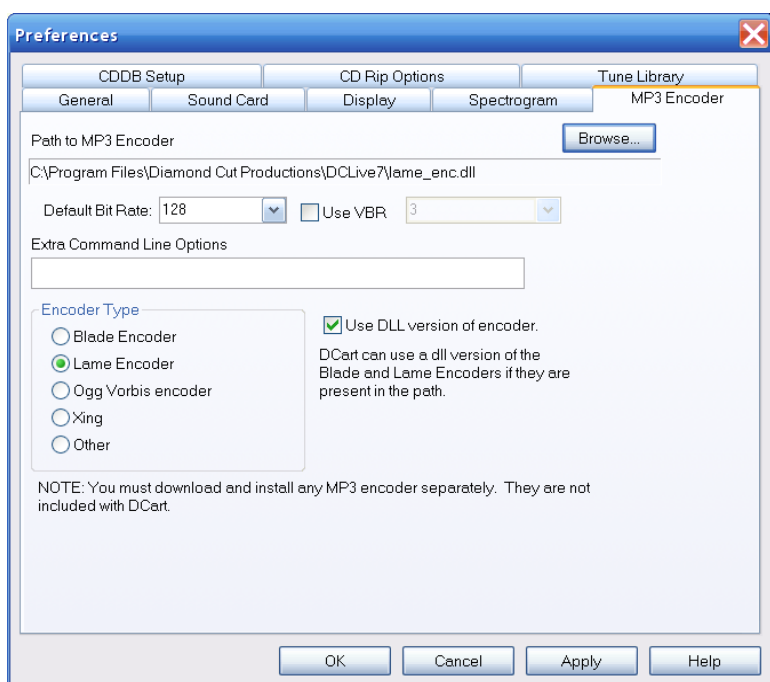 Preferences
CDDB Setup CD Rip Options Tune Library
General Sound Card Display Spectrogram MP3 Encoder
Path to MP3 Encoder Browse...
C:\Program Files\Diamond Cut Productions\DCLive7\lame_enc.dll
Default Bit Rate: 128 Use VBR 3
Extra Command Line Options
Encoder Type
Blade Encoder
Lame Encoder
Ogg Vorbis encoder
Xing
Other
Use DLL version of encoder.
DCart can use a dll version of the
Blade and Lame Encoders if they are
present in the path.
NOTE: You must download and install any MP3 encoder separately. They are not
included with DCart.
OK Cancel Apply Help